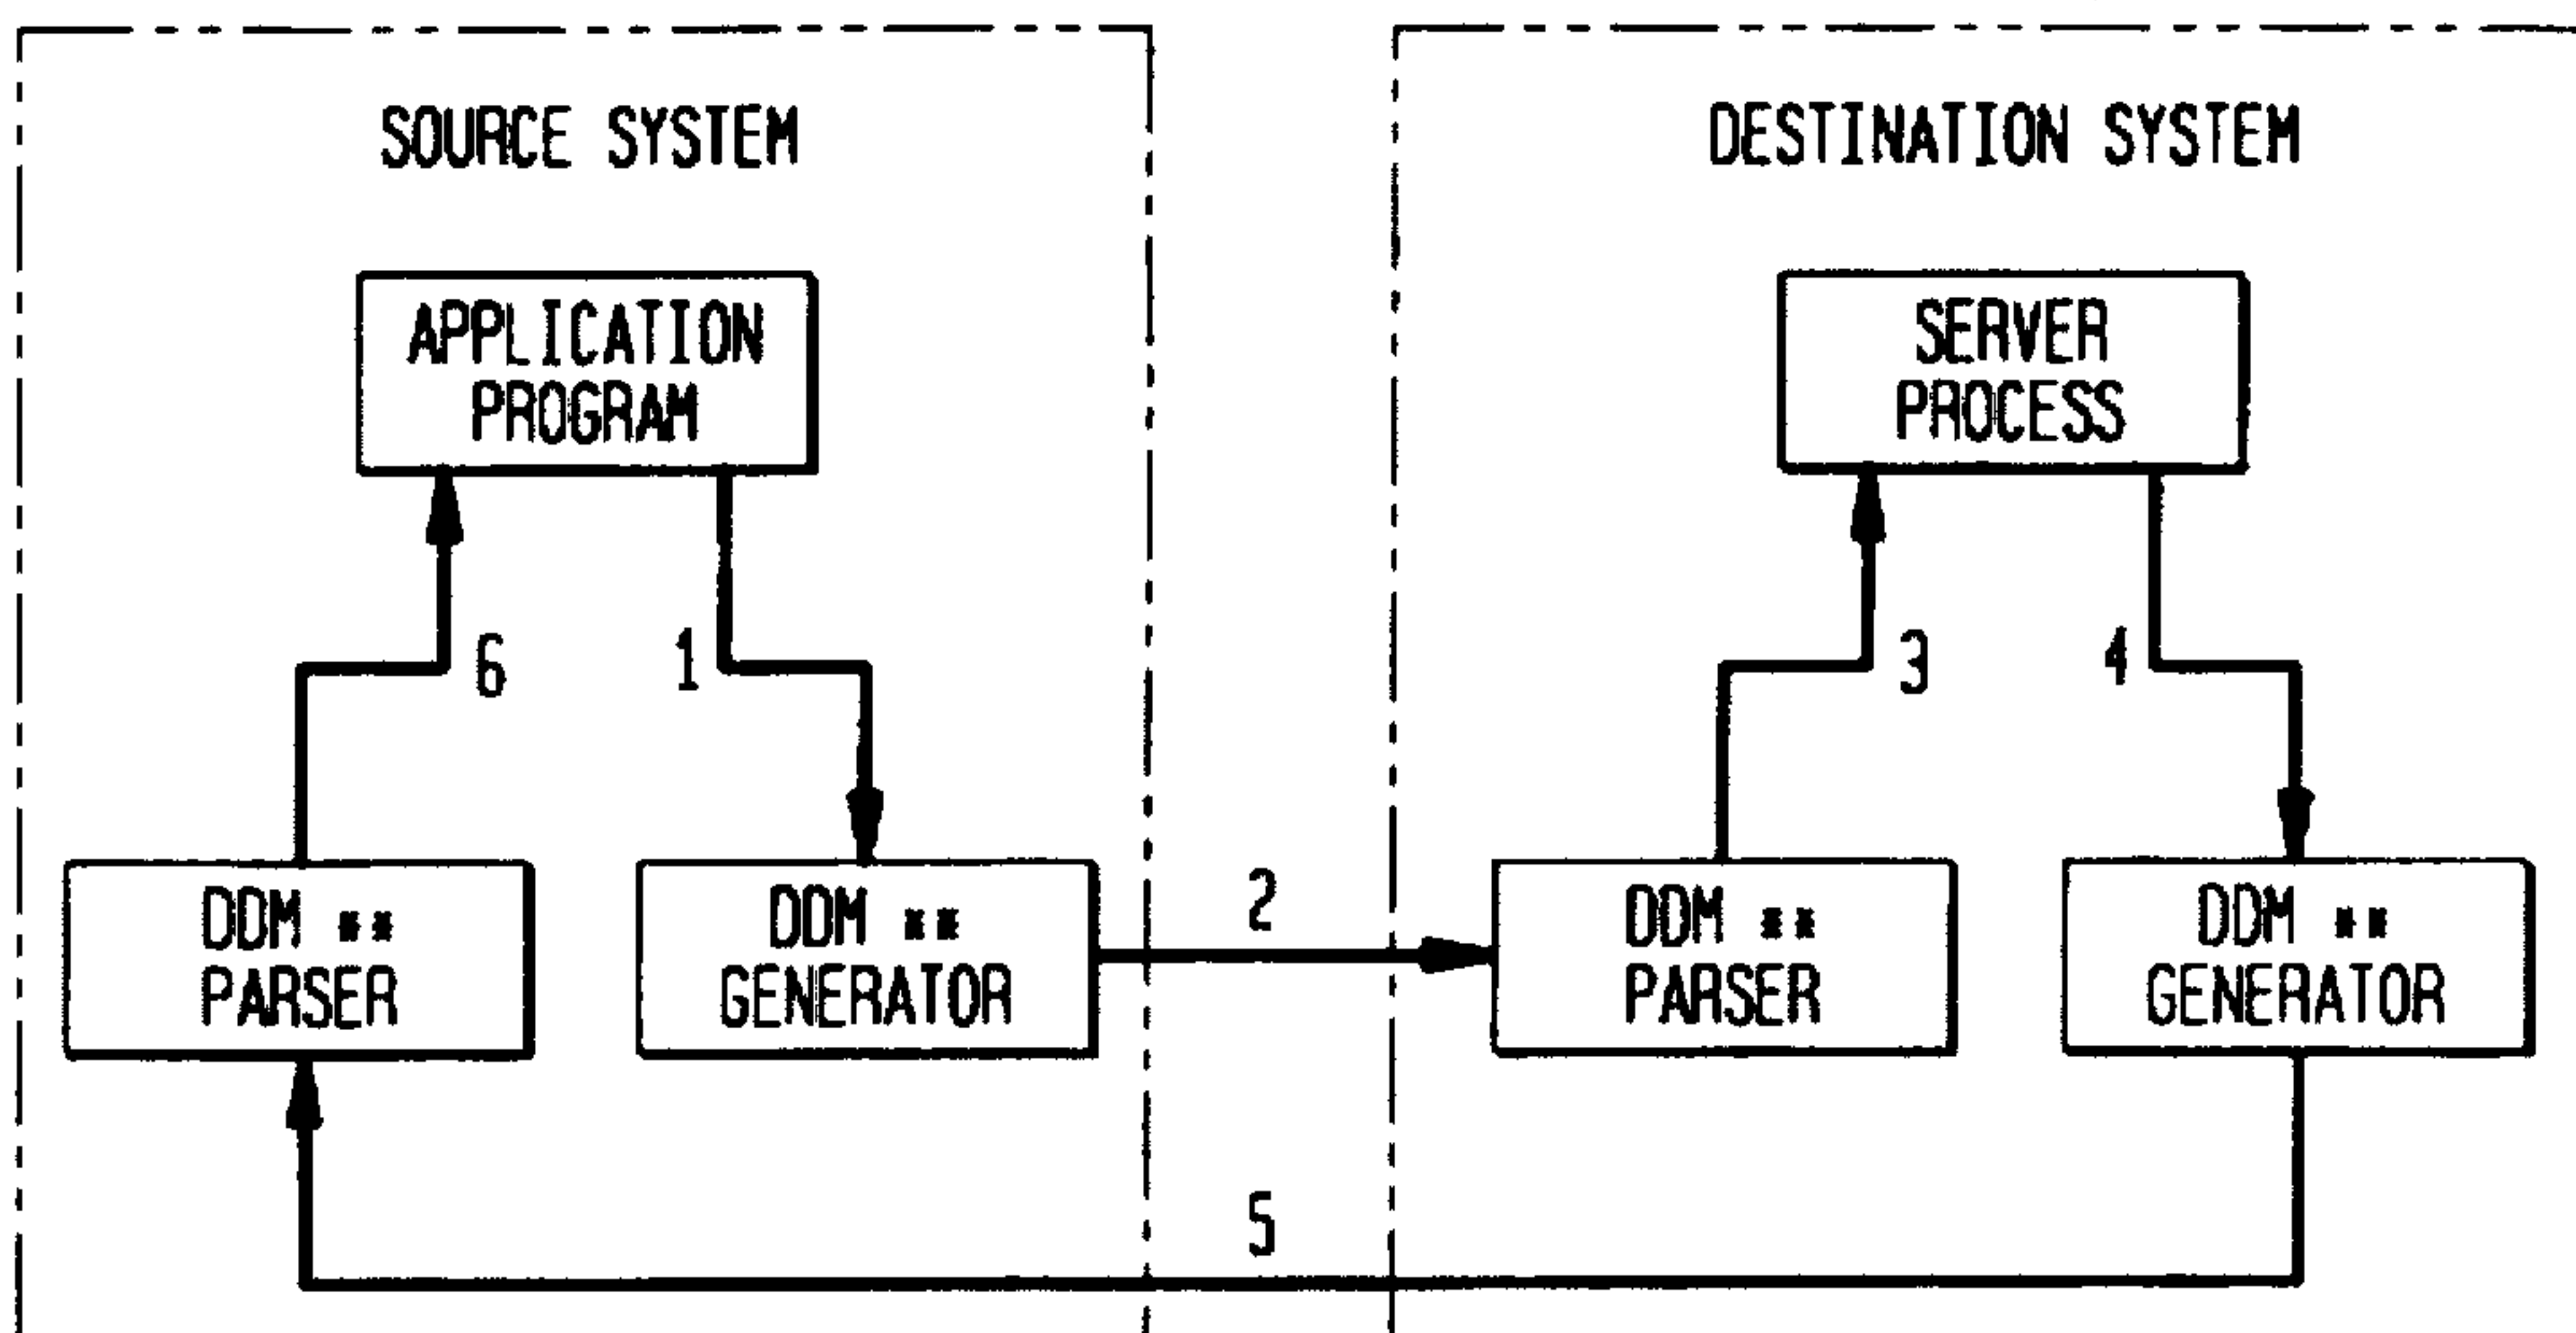 SOURCE SYSTEM
DESTINATION SYSTEM
APPLICATION
PROGRAM
SERVER
PROCESS
6
1
3
4
DDM **
PARSER
DDM **
GENERATOR
2
DDM **
PARSER
DDM **
GENERATOR
5